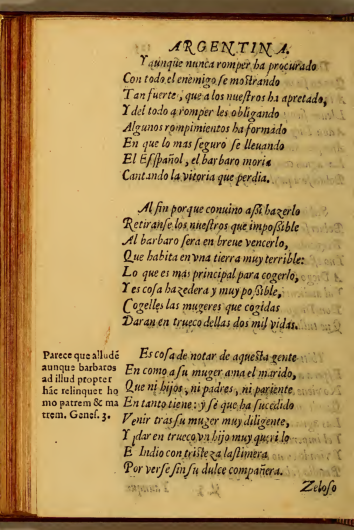 ARGENTINA.
Y aunque nunca romper ha procurado
Con todo el enemigo se mostrando
Tan fuerte, que a los nuestros ha apretado,
Y del todo a romper les obligando
Algunos rompimientos ha formado
En que lo mas seguro se lleuando
El Español, el barbaro moria
Cantando la vitoria que perdia.
Al fin porque conuino assi hazerlo
Retiranse los nuestros que impossible
Al barbaro sera en breue vencerlo,
Que habita en vna tierra muy terrible:
Lo que es mas principal para cogerlo,
Y es cosa hazedera y muy possible,
Cogelles las mugeres que cogidas
Daran en trueco dellas dos mil vidas.
Parece que alludẽ
aunque barbaros
ad illud propter
hãc relinquet ho
mo patrem & ma
trem. Genes. 3.
Es cosa de notar de aquesta gente
En como a su muger ama el marido,
Que ni hijos, ni padres, ni pariente
En tanto tiene: y sè que ha sucedido
Venir tras su muger muy diligente,
Y dar en trueco vn hijo muy querilo
E Indio con tristeza lastimera
Por verse sin su dulce compañera.
Zeloso